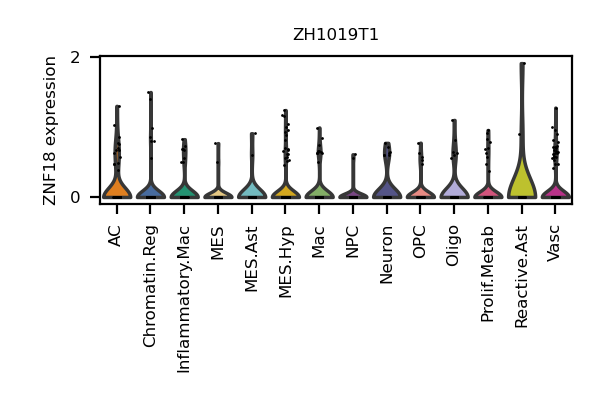 ZH1019T1
ZNF18 expression
2
0
AC
Chromatin.Reg
Inflammatory.Mac
MES
MES.Ast
MES.Hyp
Mac
NPC
Neuron
OPC
Oligo
Prolif.Metab
Reactive.Ast
Vasc